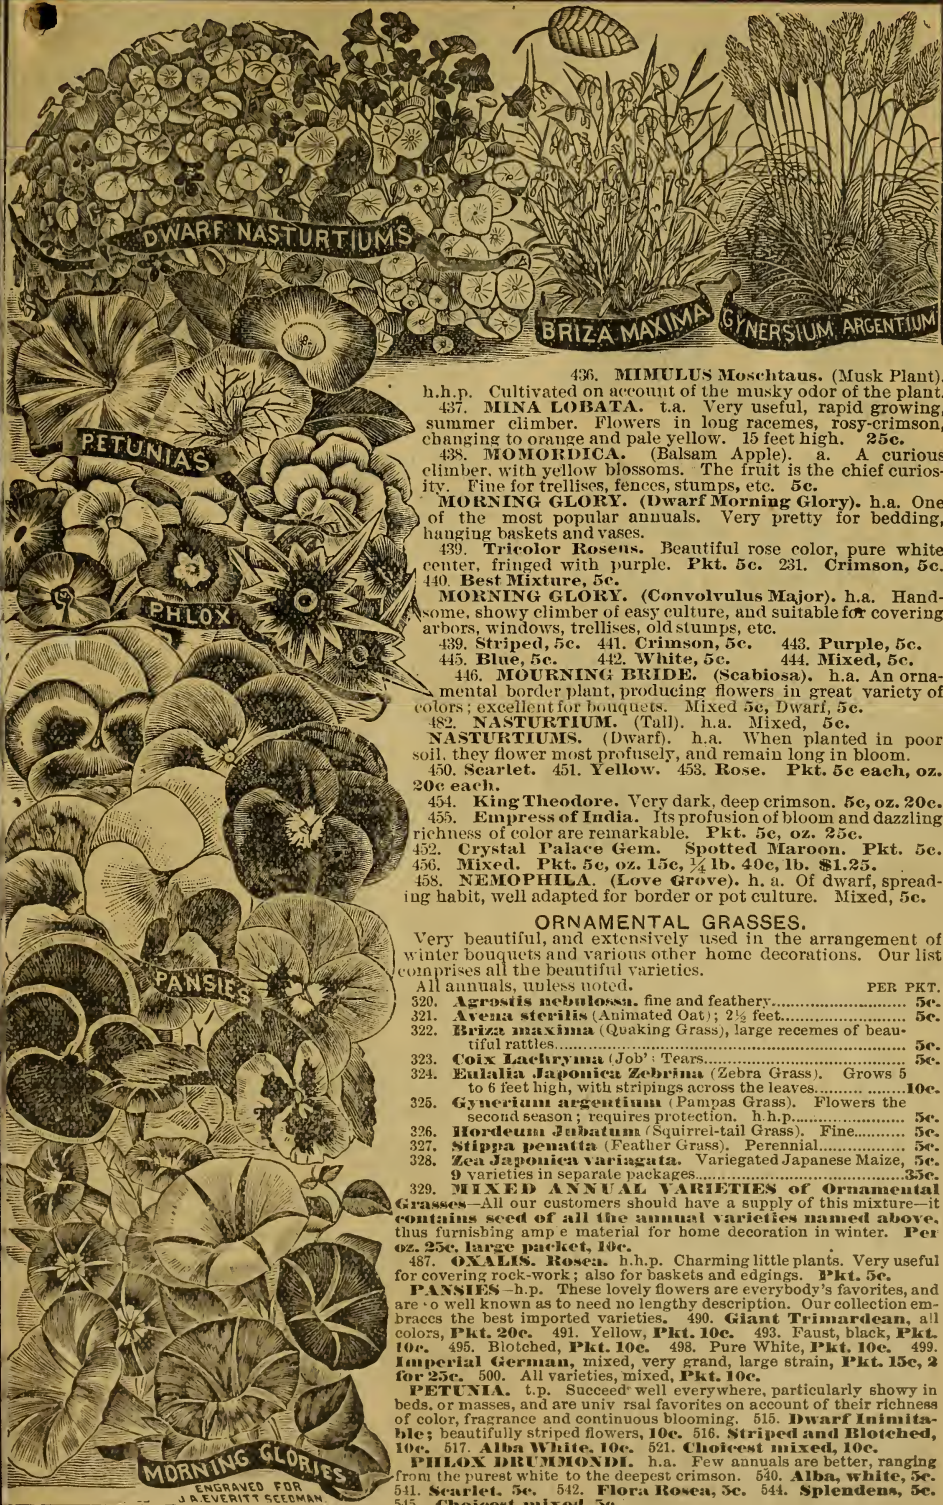 DWARF NASTURTIUMS
BRIZA MAXIMA
GYNERSIUM ARGENTIUM
PETUNIAS
PHLOX
PANSIES
MORNING GLORIES
ENGRAVED FOR
J.A. EVERITT SEEDMAN.
436. MIMULUS Moschtaus. (Musk Plant).
h.h.p. Cultivated on account of the musky odor of the plant.
437. MINA LOBATA. t.a. Very useful, rapid growing,
summer climber. Flowers in long racemes, rosy-crimson,
changing to orange and pale yellow. 15 feet high. 25c.
438. MOMORDICA. (Balsam Apple). a. A curious
climber, with yellow blossoms. The fruit is the chief curios-
ity. Fine for trellises, fences, stumps, etc. 5c.
MORNING GLORY. (Dwarf Morning Glory). h.a. One
of the most popular annuals. Very pretty for bedding,
hanging baskets and vases.
439. Tricolor Rosens. Beautiful rose color, pure white
center, fringed with purple. Pkt. 5c. 231. Crimson, 5c.
440. Best Mixture, 5c.
MORNING GLORY. (Convolvulus Major). h.a. Hand-
some, showy climber of easy culture, and suitable for covering
arbors, windows, trellises, old stumps, etc.
439. Striped, 5c. 441. Crimson, 5c. 443. Purple, 5c.
445. Blue, 5c. 442. White, 5c. 444. Mixed, 5c.
446. MOURNING BRIDE. (Scabiosa). h.a. An orna-
mental border plant, producing flowers in great variety of
colors; excellent for bouquets. Mixed 5c, Dwarf, 5c.
482. NASTURTIUM. (Tall). h.a. Mixed, 5c.
NASTURTIUMS. (Dwarf). h.a. When planted in poor
soil, they flower most profusely, and remain long in bloom.
450. Scarlet. 451. Yellow. 453. Rose. Pkt. 5c each, oz.
20c each.
454. King Theodore. Very dark, deep crimson. 5c, oz. 20c.
455. Empress of India. Its profusion of bloom and dazzling
richness of color are remarkable. Pkt. 5c, oz. 25c.
452. Crystal Palace Gem. Spotted Maroon. Pkt. 5c.
456. Mixed. Pkt. 5c, oz. 15c, ¼ lb. 40c, lb. $1.25.
458. NEMOPHILA. (Love Grove). h. a. Of dwarf, spread-
ing habit, well adapted for border or pot culture. Mixed, 5c.
ORNAMENTAL GRASSES.
Very beautiful, and extensively used in the arrangement of
winter bouquets and various other home decorations. Our list
comprises all the beautiful varieties.
All annuals, unless noted. PER PKT.
320. Agrostis nebulossa. fine and feathery..................... 5c.
321. Avena sterilis (Animated Oat); 2½ feet..................... 5c.
322. Briza maxima (Quaking Grass), large recemes of beau-
tiful rattles..................... 5c.
323. Coix Lachryma (Job' Tears..................... 5c.
324. Eulalia Japonica Zebrina (Zebra Grass). Grows 5
to 6 feet high, with stripings across the leaves..................... 10c.
325. Gynerium argentium (Pampas Grass). Flowers the
second season; requires protection. h.h.p..................... 5c.
326. Hordeum Jubatum (Squirrel-tail Grass). Fine.......... 5c.
327. Stippa penatta (Feather Grass). Perennial............... 5c.
328. Zea Japonica variagata. Variegated Japanese Maize, 5c.
9 varieties in separate packages..................... 35c.
329. MIXED ANNUAL VARIETIES of Ornamental
Grasses—All our customers should have a supply of this mixture—it
contains seed of all the annual varieties named above,
thus furnishing amp e material for home decoration in winter. Per
oz. 25c. large packet, 10c.
487. OXALIS. Rosea. h.h.p. Charming little plants. Very useful
for covering rock-work; also for baskets and edgings. Pkt. 5c.
PANSIES—h.p. These lovely flowers are everybody's favorites, and
are o well known as to need no lengthy description. Our collection em-
braces the best imported varieties. 490. Giant Trimardean, all
colors, Pkt. 20c. 491. Yellow, Pkt. 10c. 493. Faust, black, Pkt.
10c. 495. Blotched, Pkt. 10c. 498. Pure White, Pkt. 10c. 499.
Imperial German, mixed, very grand, large strain, Pkt. 15c, 2
for 25c. 500. All varieties, mixed, Pkt. 10c.
PETUNIA. t.p. Succeed well everywhere, particularly showy in
beds. or masses, and are univ rsal favorites on account of their richness
of color, fragrance and continuous blooming. 515. Dwarf Inimita-
ble; beautifully striped flowers, 10c. 516. Striped and Blotched,
10c. 517. Alba White, 10c. 521. Choicest mixed, 10c.
PHLOX DRUMMONDI. h.a. Few annuals are better, ranging
from the purest white to the deepest crimson. 540. Alba, white, 5c.
541. Scarlet. 5c. 542. Flora Rosea, 5c. 544. Splendens, 5c.
545. Choicest mixed, 5c.